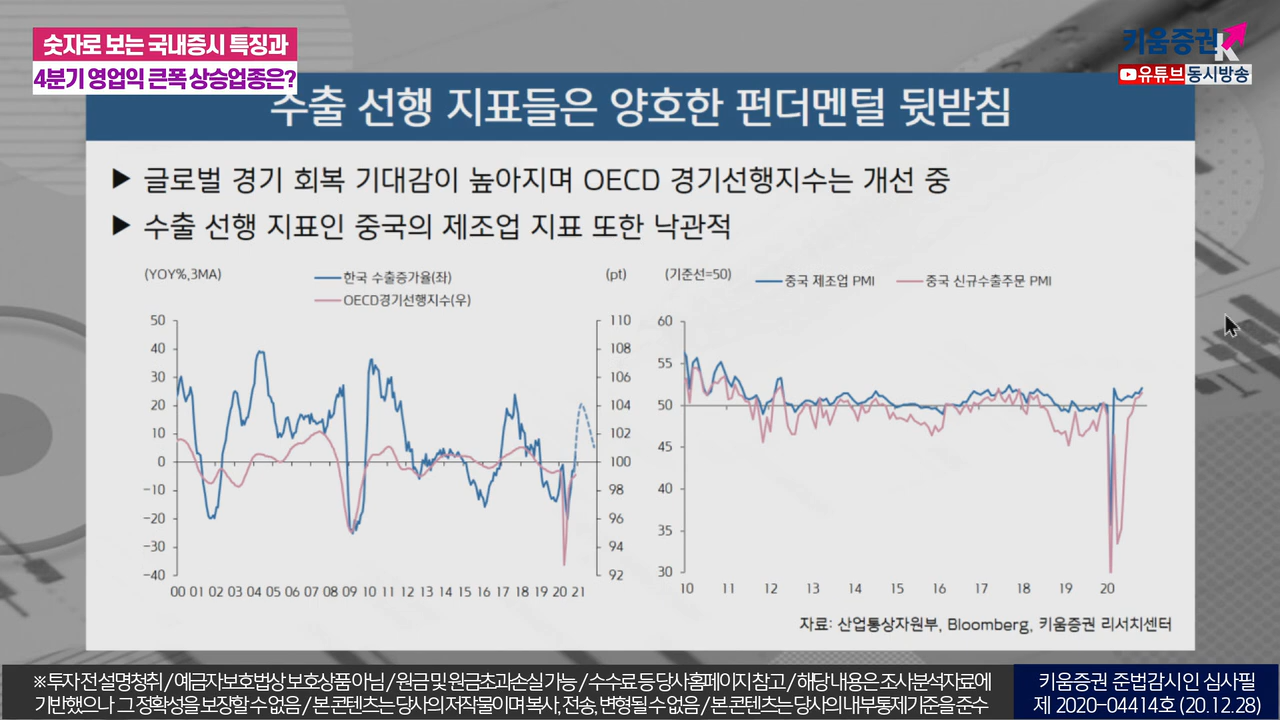 숫자로 보는 국내증시 특징과
4분기 영업익 큰폭 상승업종은?
키움증권
유튜브동시방송
수출 선행 지표들은 양호한 펀더멘털 뒷받침
▶ 글로벌 경기 회복 기대감이 높아지며 OECD 경기선행지수는 개선 중
▶ 수출 선행 지표인 중국의 제조업 지표 또한 낙관적
(YOY%,3MA)
한국 수출증가율(좌)
OECD경기선행지수(우)
(pt)
50
40
30
20
10
0
-10
-20
-30
-40
110
108
106
104
102
100
98
96
94
92
00 01 02 03 04 05 06 07 08 09 10 11 12 13 14 15 16 17 18 19 20 21
(기준선=50)
중국 제조업 PMI
중국 신규수출주문 PMI
60
55
50
45
40
35
30
10 11 12 13 14 15 16 17 18 19 20
자료: 산업통상자원부, Bloomberg, 키움증권 리서치센터
※ 투자 전 설명청취 / 예금자보호법상 보호상품 아님 / 원금 및 원금초과손실 가능 / 수수료 등 당사홈페이지 참고 / 해당 내용은 조사분석자료에
기반했으나 그 정확성을 보장할 수 없음 / 본 콘텐츠는 당사의 저작물이며 복사, 전송, 변형될 수 없음 / 본 콘텐츠는 당사의 내부통제기준을 준수
키움증권 준법감시인 심사필
제 2020-04414호 (20.12.28)